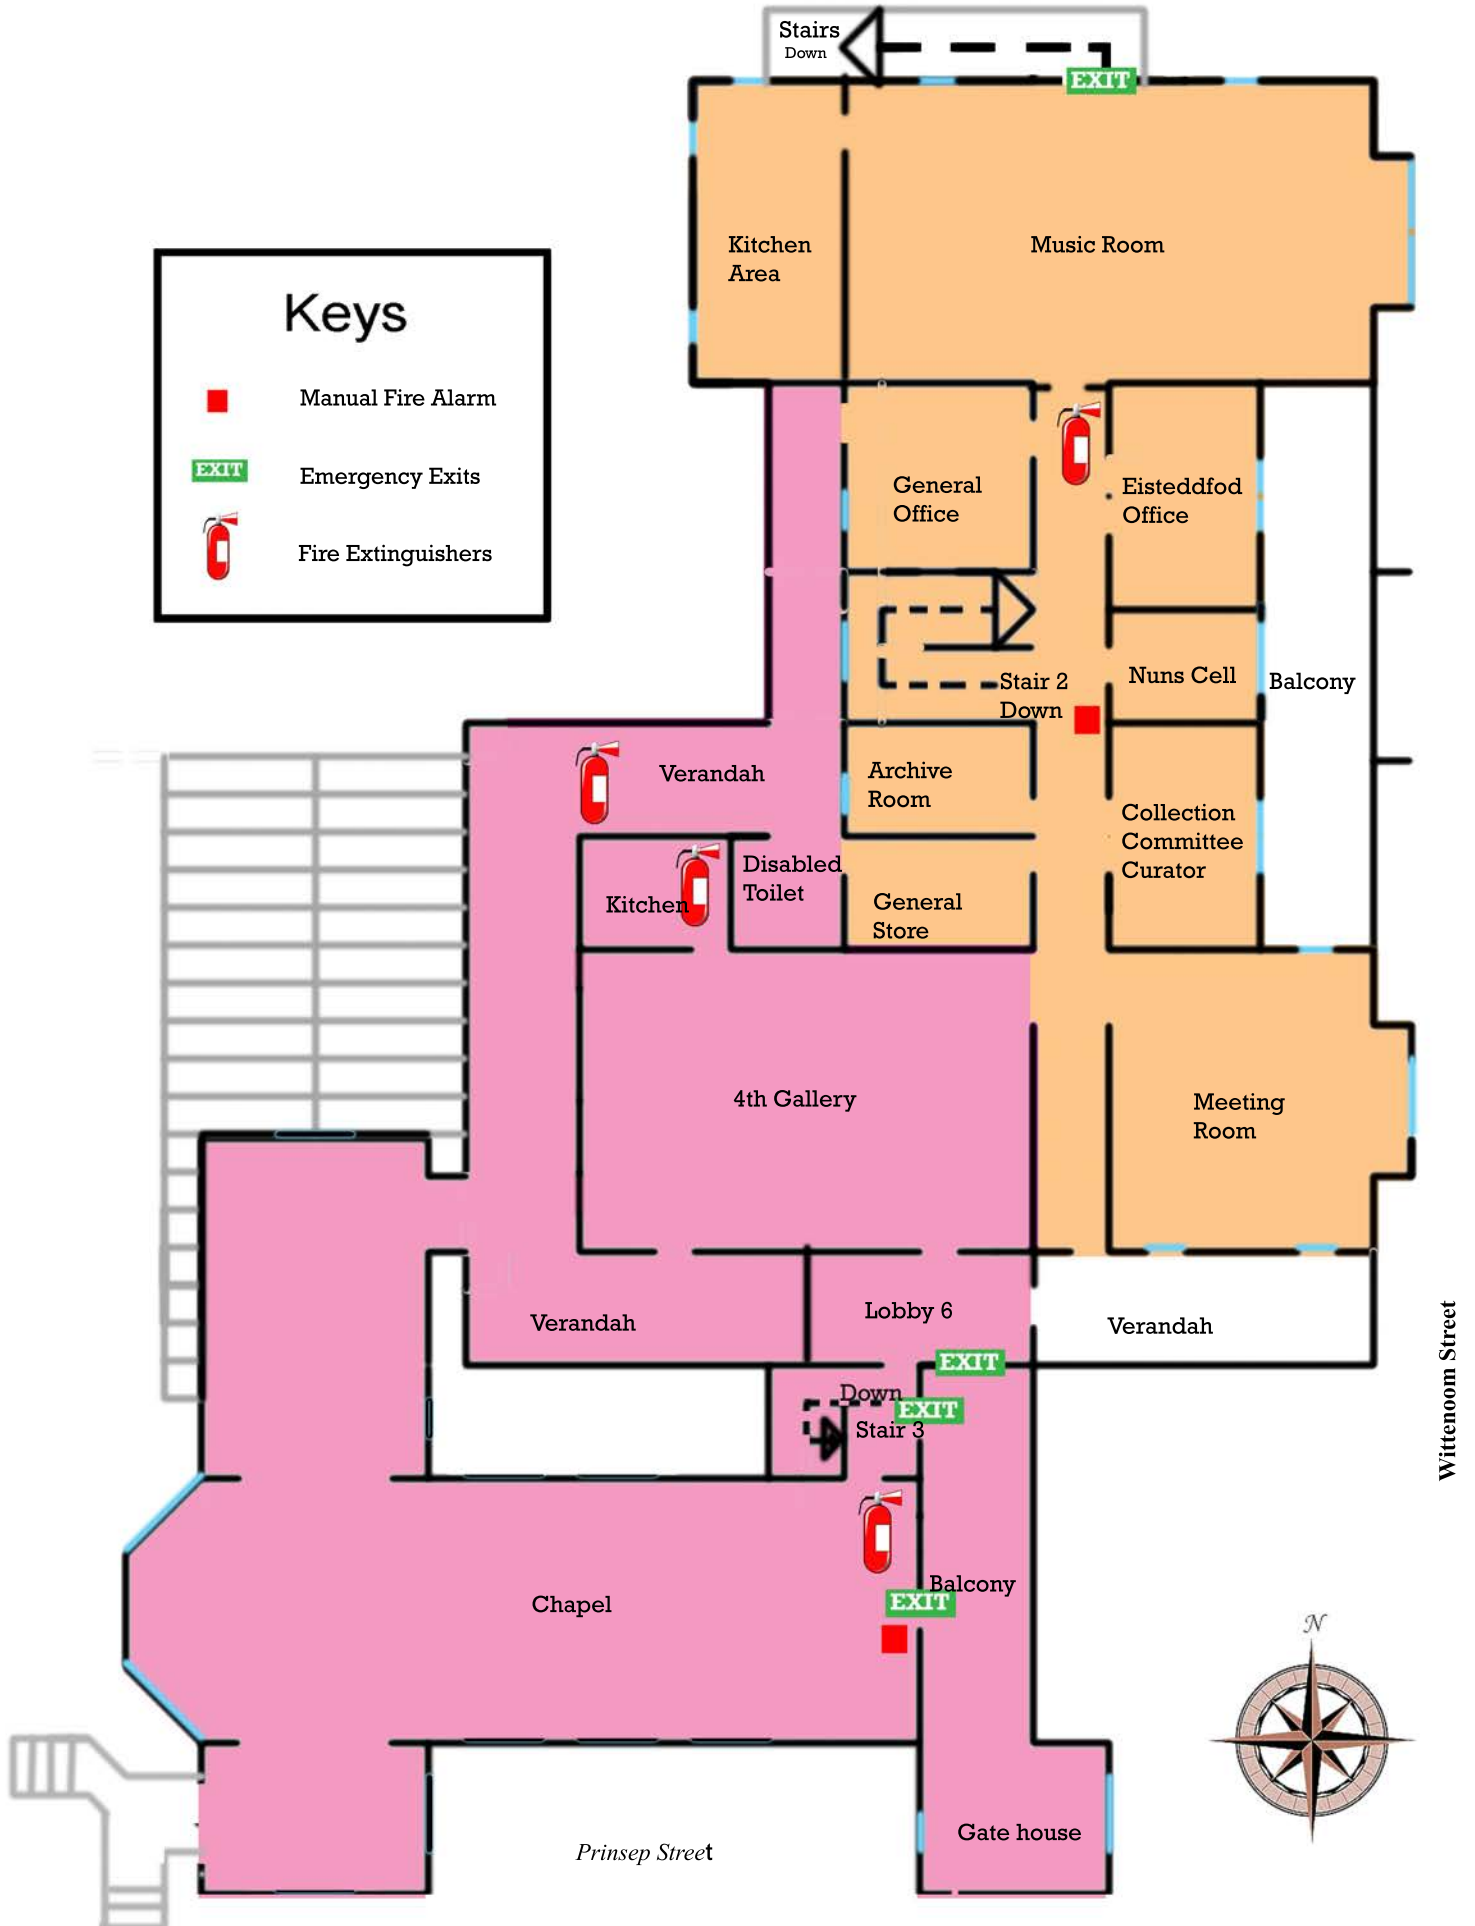 Stairs
Down
EXIT
Kitchen
Area
Music Room
Keys
Manual Fire Alarm
EXIT
Emergency Exits
Fire Extinguishers
General
Office
Eisteddfod
Office
Stair 2
Down
Nuns Cell
Balcony
Verandah
Archive
Room
Collection
Committee
Curator
Kitchen
Disabled
Toilet
General
Store
4th Gallery
Meeting
Room
Verandah
Lobby 6
Verandah
EXIT
Down
EXIT
Stair 3
Wittenoom Street
Chapel
Balcony
EXIT
N
Gate house
Prinsep Street